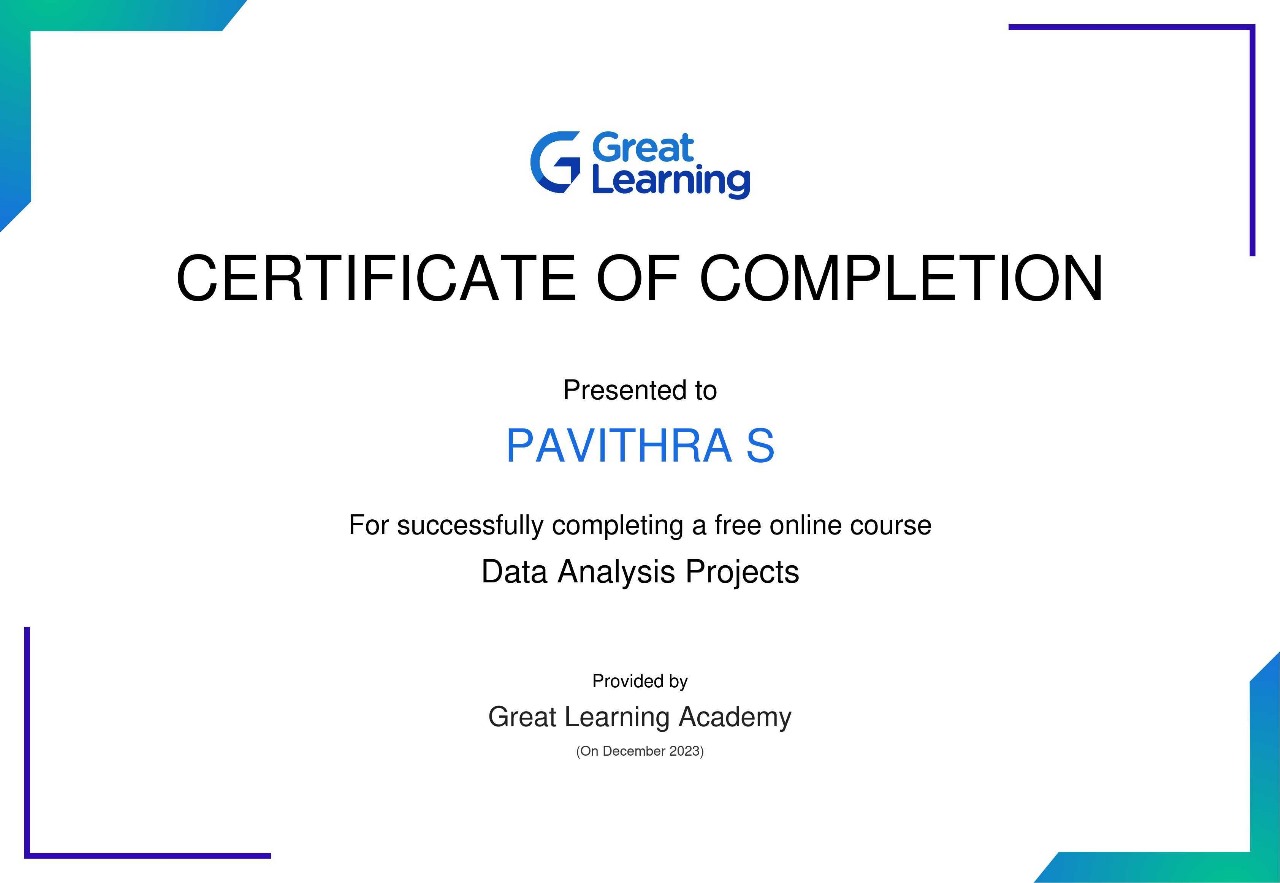 Great
Learning
CERTIFICATE OF COMPLETION
Presented to
PAVITHRA S
For successfully completing a free online course
Data Analysis Projects
Provided by
Great Learning Academy
(On December 2023)